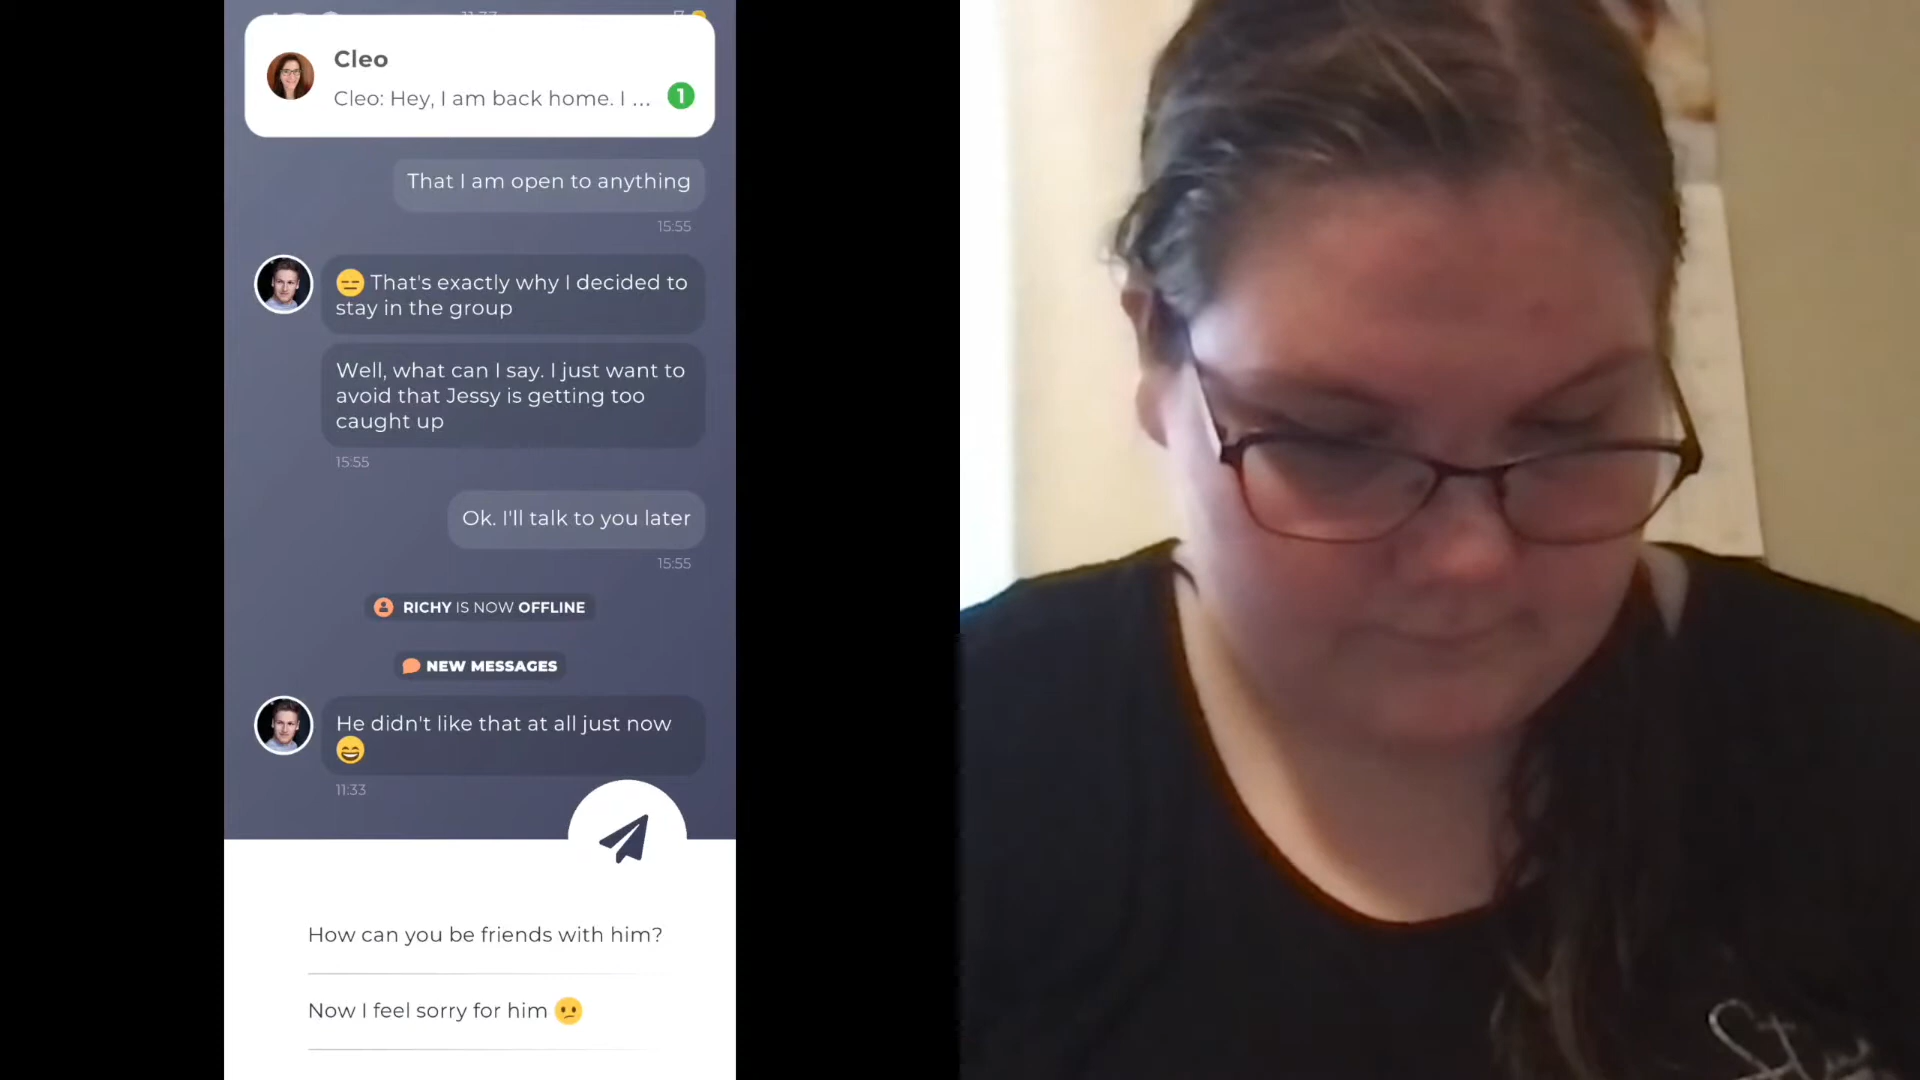 Cleo
Cleo: Hey, I am back home. I ...
1
That I am open to anything
15:55
😑 That's exactly why I decided to
stay in the group
Well, what can I say. I just want to
avoid that Jessy is getting too
caught up
15:55
Ok. I'll talk to you later
15:55
RICHY IS NOW OFFLINE
NEW MESSAGES
He didn't like that at all just now
😄
11:33
How can you be friends with him?
Now I feel sorry for him 😕